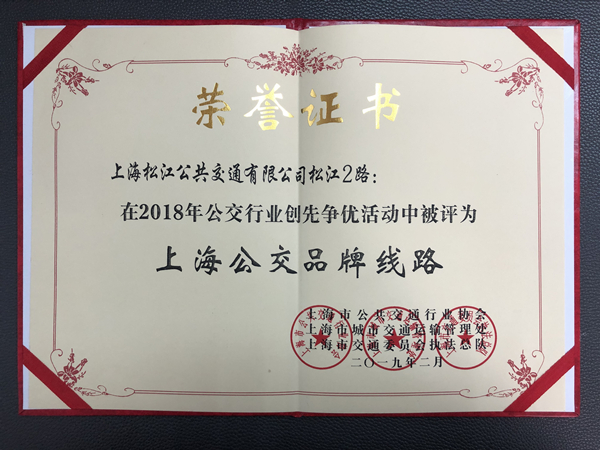 荣誉证书
上海松江公共交通有限公司松江2路：
在2018年公交行业创先争优活动中被评为
上海公交品牌线路
上海市公共交通行业协会
上海市城市交通运输管理处
上海市交通委员会执法总队
二〇一九年二月